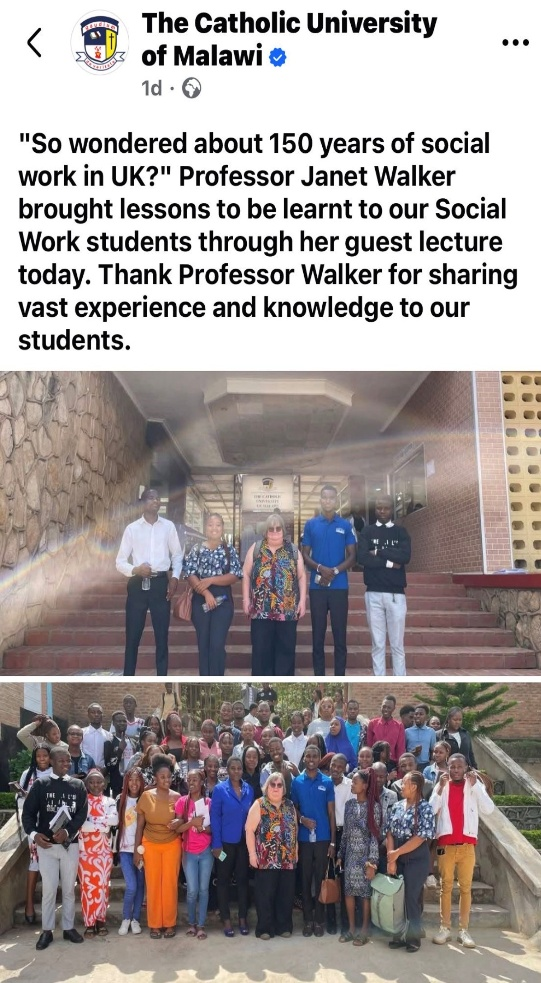 The Catholic University
of Malawi
1d ·
"So wondered about 150 years of social
work in UK?" Professor Janet Walker
brought lessons to be learnt to our Social
Work students through her guest lecture
today. Thank Professor Walker for sharing
vast experience and knowledge to our
students.